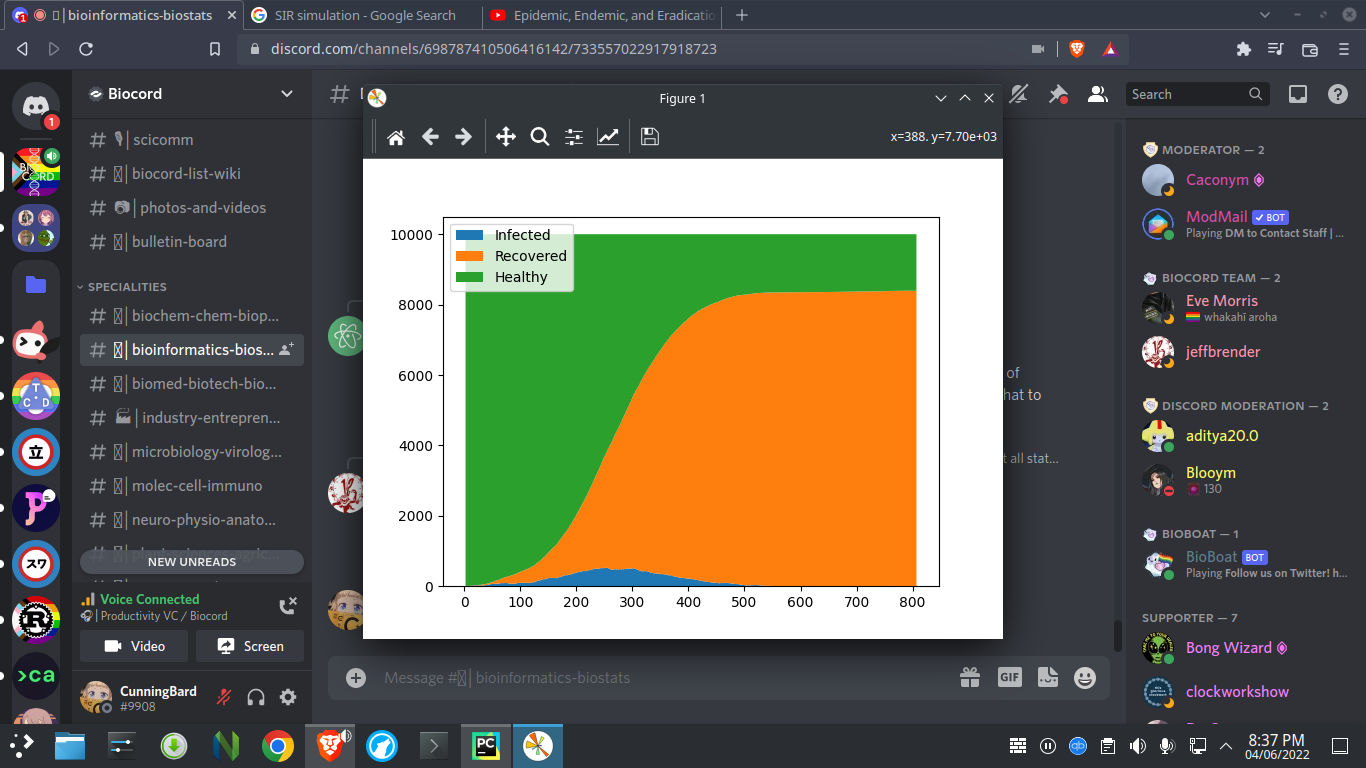 |bioinformatics-biostats
SIR simulation - Google Search
Epidemic, Endemic, and Eradicatio
discord.com/channels/698787410506416142/733557022917918723
1
Biocord
scicomm
|biocord-list-wiki
|photos-and-videos
|bulletin-board
SPECIALITIES
|biochem-chem-biop...
|bioinformatics-bios...
|biomed-biotech-bio...
|industry-entrepren...
|microbiology-virolog...
|molec-cell-immuno
|neuro-physio-anato...
NEW UNREADS
Voice Connected
| Productivity VC / Biocord
Video
Screen
CunningBard
#9908
Figure 1
x=388. y=7.70e+03
Infected
Recovered
Healthy
10000
8000
6000
4000
2000
0
0 100 200 300 400 500 600 700 800
of
hat to
t all stat...
Message #| bioinformatics-biostats
GIF
Search
MODERATOR — 2
Caconym
ModMail BOT
Playing DM to Contact Staff | ...
BIOCORD TEAM — 2
Eve Morris
whakahī aroha
jeffbrender
DISCORD MODERATION — 2
aditya20.0
Blooym
130
BIOBOAT — 1
BioBoat BOT
Playing Follow us on Twitter! h...
SUPPORTER — 7
Bong Wizard
clockworkshow
T
C D
立
スワ
R
>ca
PC
8:37 PM
04/06/2022